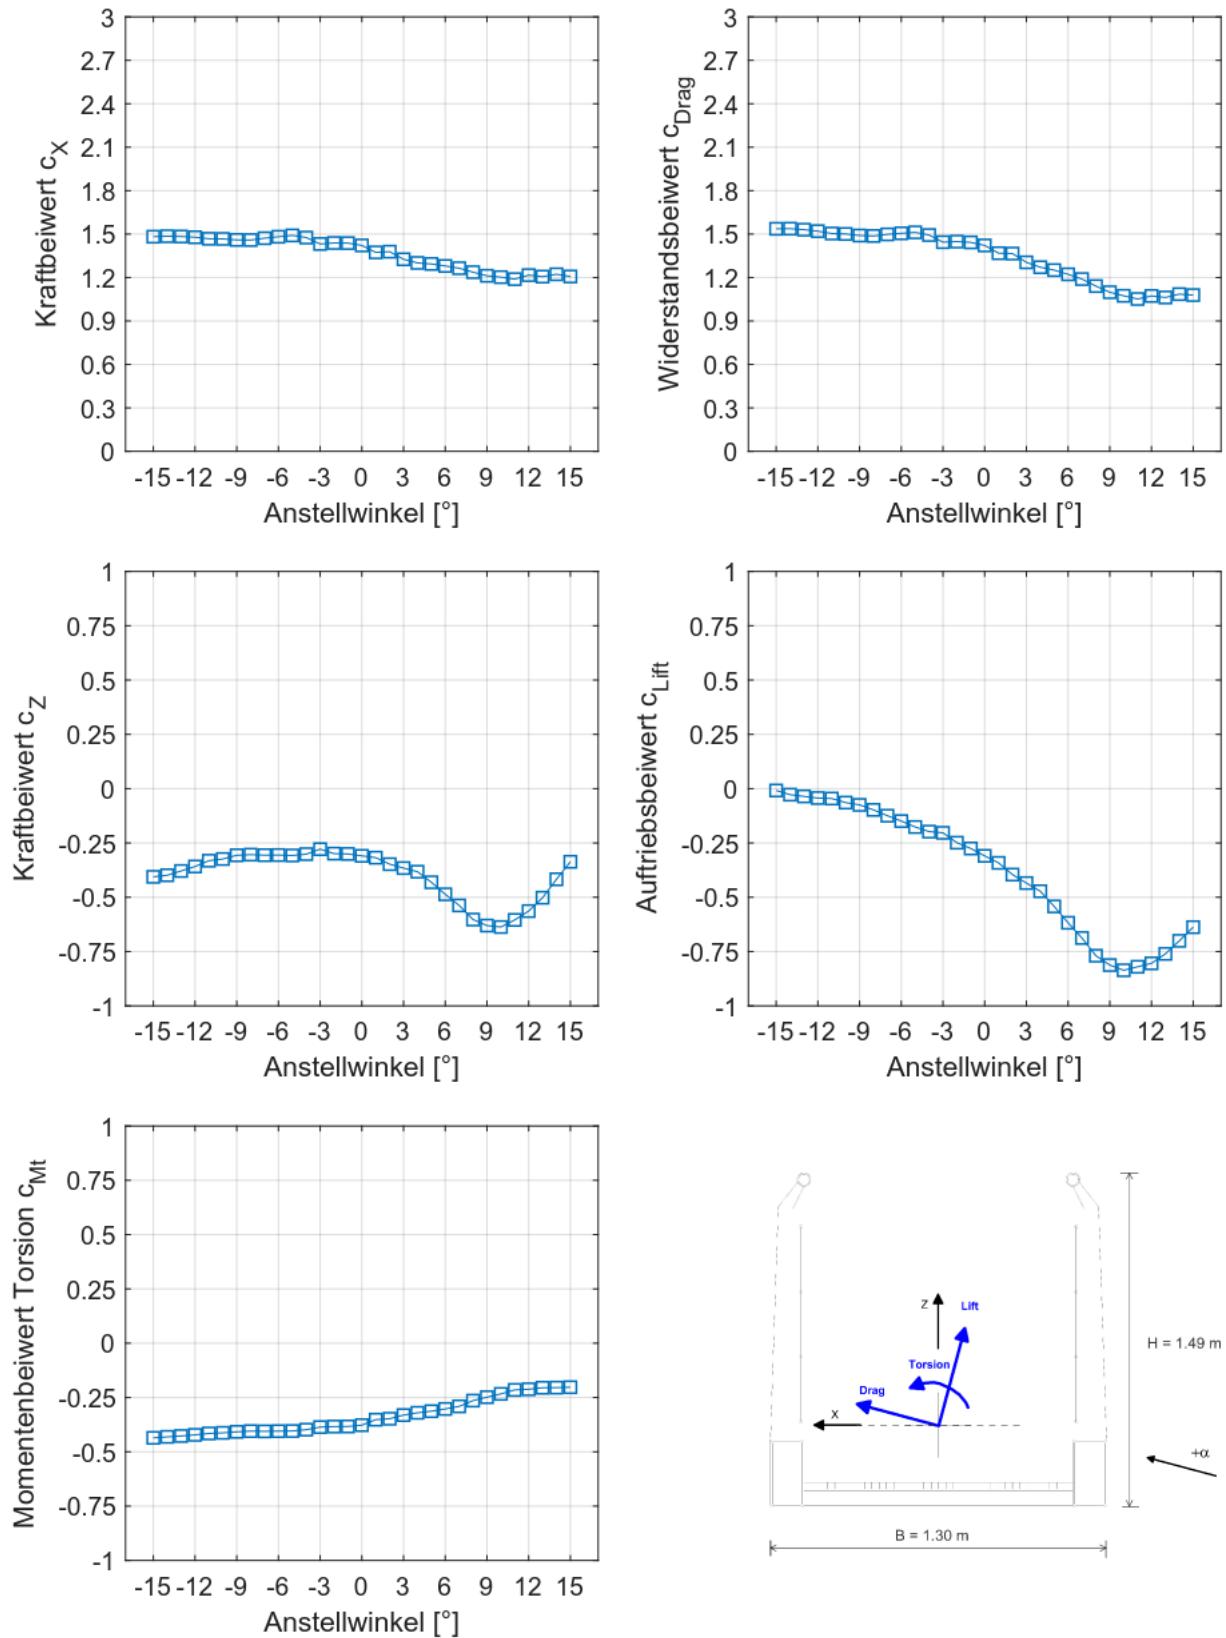 3
2.7
2.4
2.1
1.8
1.5
1.2
0.9
0.6
0.3
0
Kraftbeiwert cX
-15 -12 -9 -6 -3 0 3 6 9 12 15
Anstellwinkel [°]
3
2.7
2.4
2.1
1.8
1.5
1.2
0.9
0.6
0.3
0
Widerstandsbeiwert cDrag
-15 -12 -9 -6 -3 0 3 6 9 12 15
Anstellwinkel [°]
1
0.75
0.5
0.25
0
-0.25
-0.5
-0.75
-1
Kraftbeiwert cZ
-15 -12 -9 -6 -3 0 3 6 9 12 15
Anstellwinkel [°]
1
0.75
0.5
0.25
0
-0.25
-0.5
-0.75
-1
Auftriebsbeiwert cLift
-15 -12 -9 -6 -3 0 3 6 9 12 15
Anstellwinkel [°]
1
0.75
0.5
0.25
0
-0.25
-0.5
-0.75
-1
Momentenbeiwert Torsion cMt
-15 -12 -9 -6 -3 0 3 6 9 12 15
Anstellwinkel [°]
Z
Lift
Torsion
Drag
X
H = 1.49 m
+α
B = 1.30 m